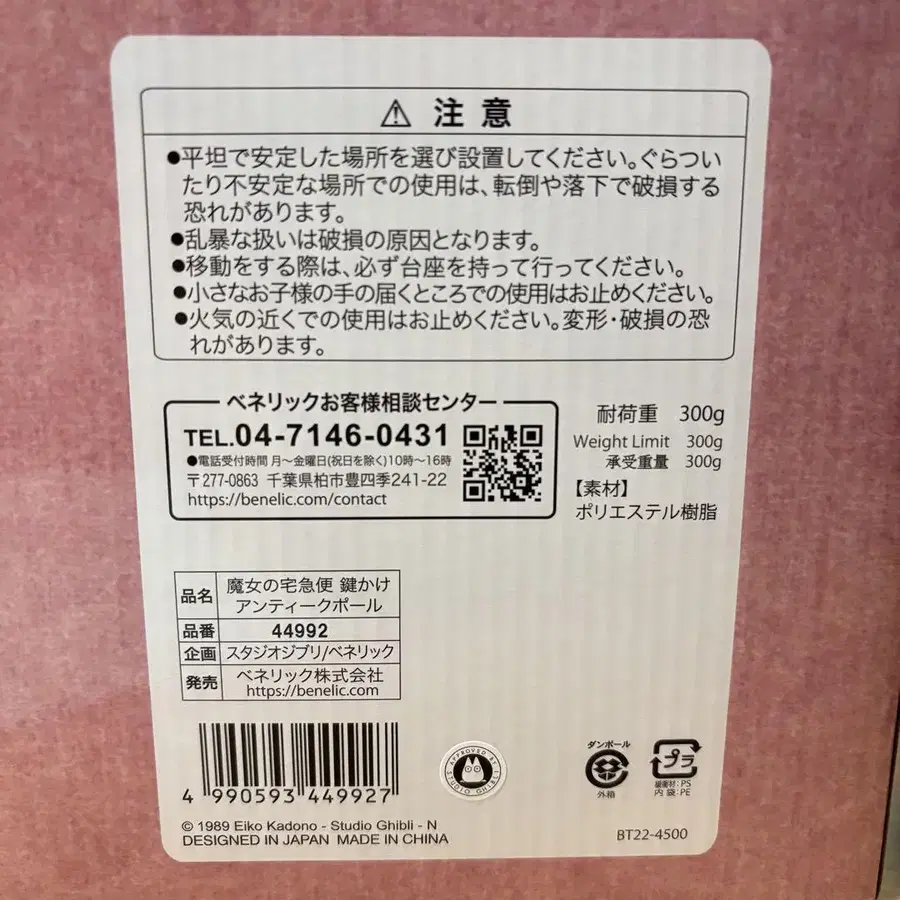 ⚠ 注意
●平坦で安定した場所を選び設置してください。ぐらつい
たり不安定な場所での使用は、転倒や落下で破損する
恐れがあります。
●乱暴な扱いは破損の原因となります。
●移動をする際は、必ず台座を持って行ってください。
●小さなお子様の手の届くところでの使用はお止めください。
●火気の近くでの使用はお止めください。変形・破損の恐
れがあります。
ベネリックお客様相談センター
TEL.04-7146-0431
●電話受付時間 月〜金曜日(祝日を除く)10時〜16時
〒277-0863 千葉県柏市豊四季241-22
https://benelic.com/contact
耐荷重 300g
Weight Limit 300g
承受重量 300g
【素材】
ポリエステル樹脂
品名 魔女の宅急便 鍵かけ
アンティークポール
品番 44992
企画 スタジオジブリ/ベネリック
発売 ベネリック株式会社
https://benelic.com
4 990593 449927
APPROVED BY STUDIO GHIBLI
ダンボール
外箱
プラ
緩衝材:PS
内袋:PE
© 1989 Eiko Kadono - Studio Ghibli - N
DESIGNED IN JAPAN MADE IN CHINA
BT22-4500